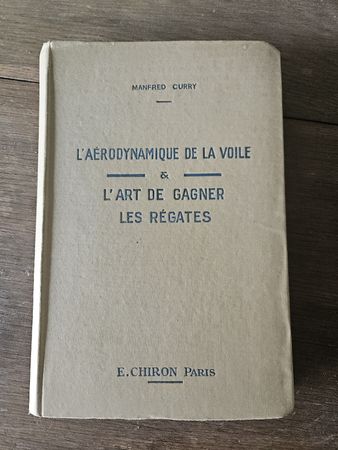 MANFRED CURRY
L'AÉRODYNAMIQUE DE LA VOILE
&
L'ART DE GAGNER
LES RÉGATES
E. CHIRON PARIS